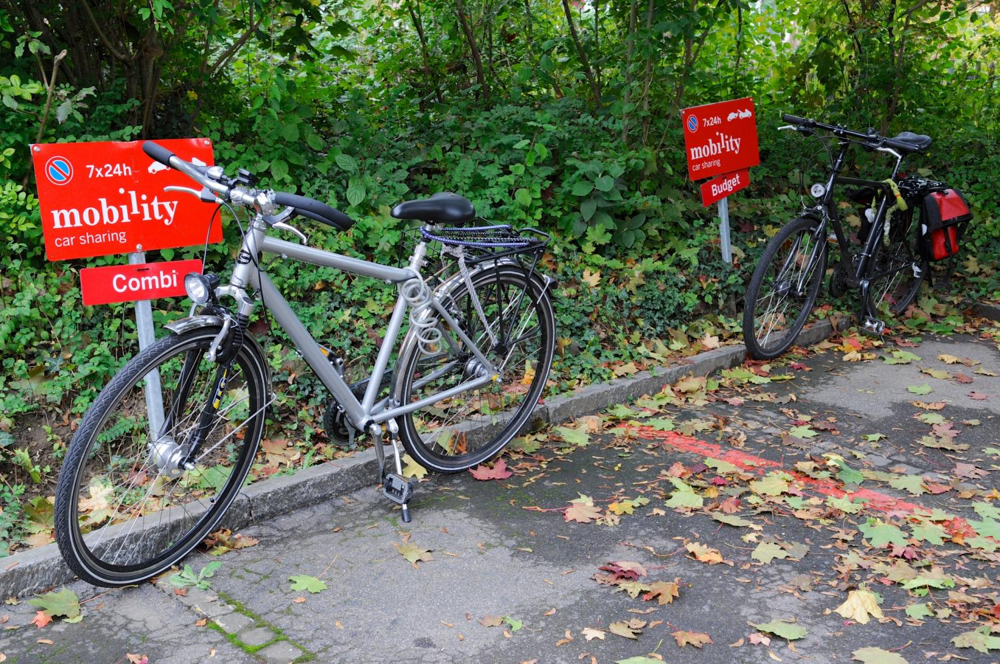 7x24h
mobility
car sharing
Combi
7x24h
mobility
car sharing
Budget